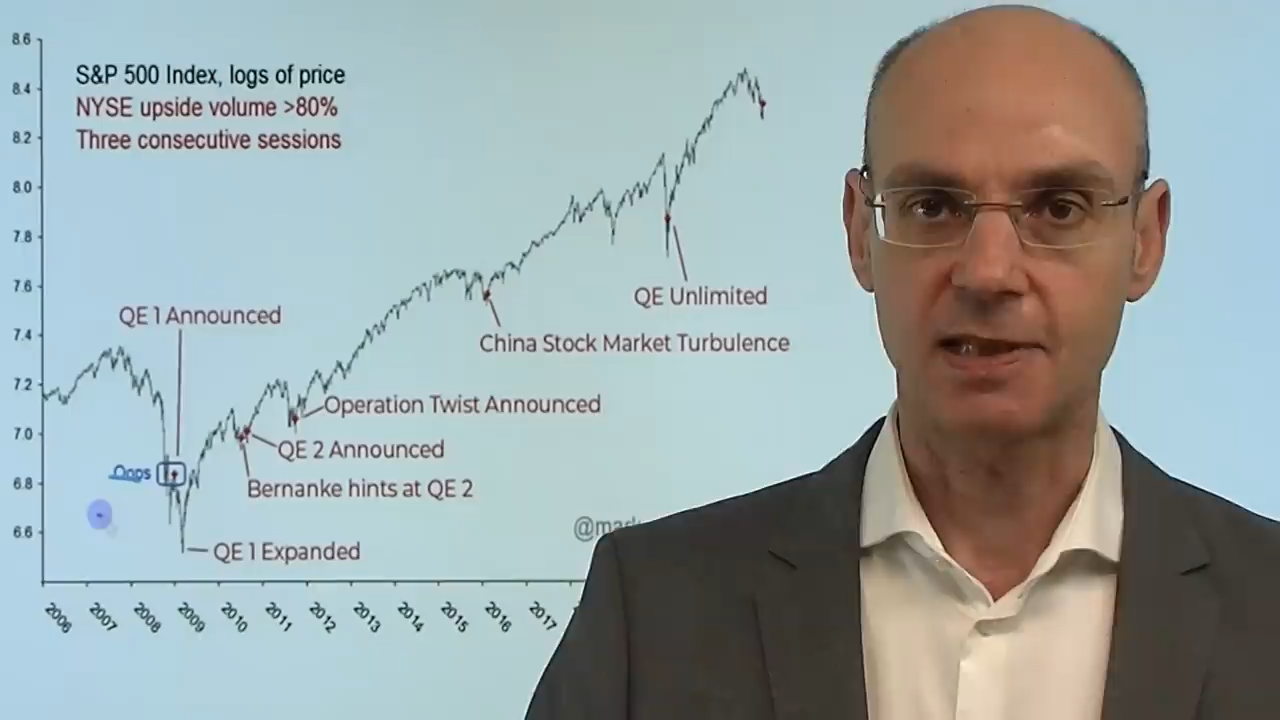 8.6
8.4
8.2
8.0
7.8
7.6
7.4
7.2
7.0
6.8
6.6
S&P 500 Index, logs of price
NYSE upside volume >80%
Three consecutive sessions
QE Unlimited
QE 1 Announced
China Stock Market Turbulence
Operation Twist Announced
QE 2 Announced
Oops
Bernanke hints at QE 2
QE 1 Expanded
2006 2007 2008 2009 2010 2011 2012 2013 2014 2015 2016 2017